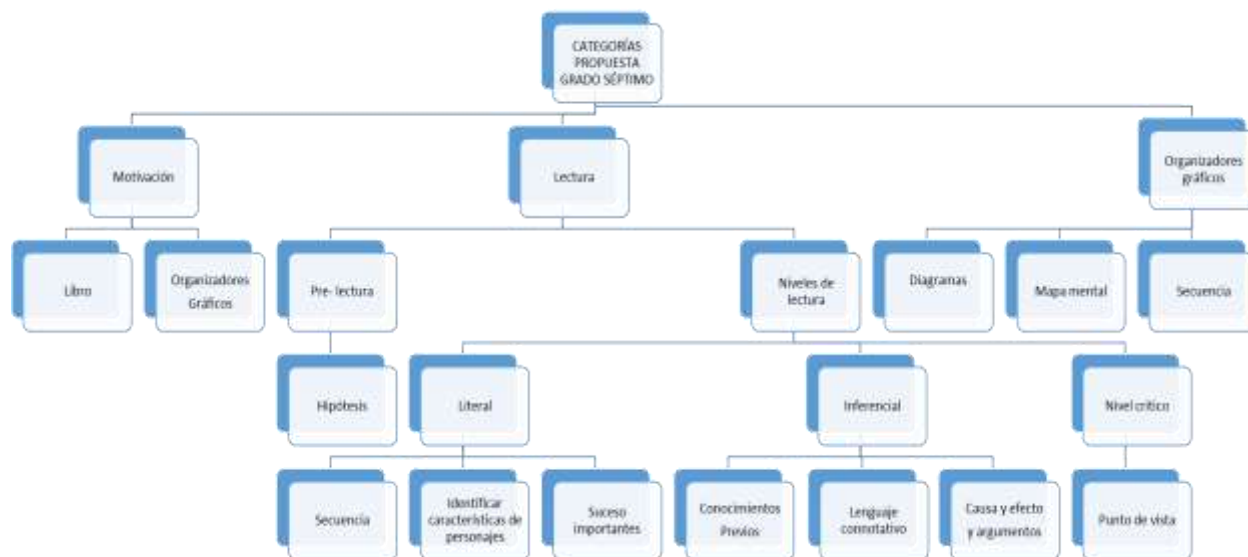 CATEGORÍAS
PROPUESTA
GRADO SÉPTIMO
Motivación
Lectura
Organizadores
gráficos
Libro
Organizadores
Gráficos
Pre- lectura
Niveles de
lectura
Diagramas
Mapa mental
Secuencia
Hipótesis
Literal
Inferencial
Nivel crítico
Secuencia
Identificar
características de
personajes
Suceso
importantes
Conocimientos
Previos
Lenguaje
connotativo
Causa y efecto
y argumentos
Punto de vista